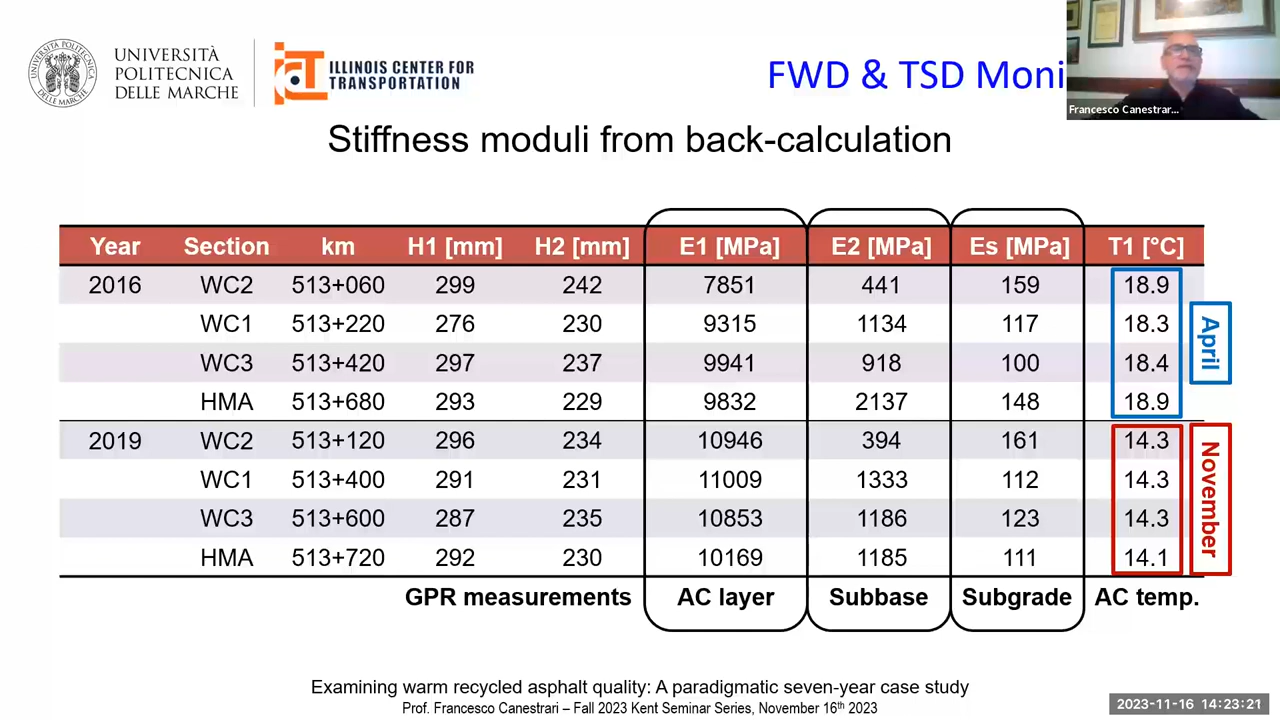 UNIVERSITÀ
POLITECNICA
DELLE MARCHE
ILLINOIS CENTER FOR
TRANSPORTATION
FWD & TSD Moni
Francesco Canestrar...
Stiffness moduli from back-calculation
Year Section km H1 [mm] H2 [mm] E1 [MPa] E2 [MPa] Es [MPa] T1 [°C]
2016 WC2 513+060 299 242 7851 441 159 18.9
WC1 513+220 276 230 9315 1134 117 18.3
WC3 513+420 297 237 9941 918 100 18.4
HMA 513+680 293 229 9832 2137 148 18.9
April
2019 WC2 513+120 296 234 10946 394 161 14.3
WC1 513+400 291 231 11009 1333 112 14.3
WC3 513+600 287 235 10853 1186 123 14.3
HMA 513+720 292 230 10169 1185 111 14.1
November
GPR measurements AC layer Subbase Subgrade AC temp.
Examining warm recycled asphalt quality: A paradigmatic seven-year case study
Prof. Francesco Canestrari – Fall 2023 Kent Seminar Series, November 16th 2023
2023-11-16 14:23:21